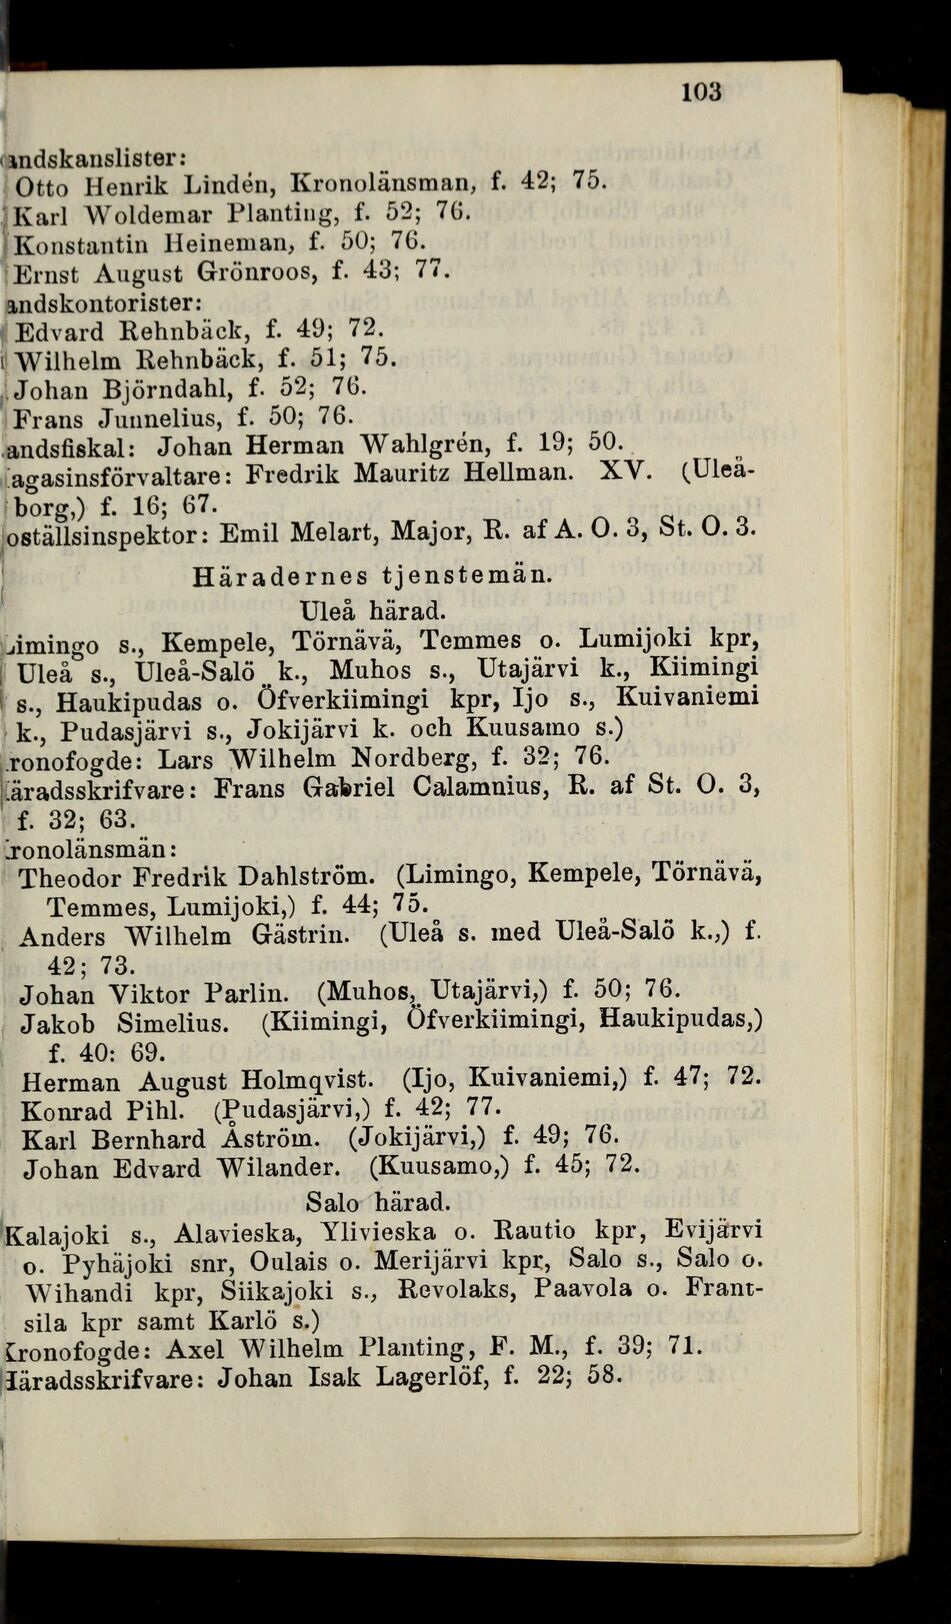 103
andskanslister:
Otto Henrik Lindén, Kronolänsman, f. 42; 75.
Karl Woldemar Planting, f. 52; 76.
Konstantin Heineman, f. 50; 76.
Ernst August Grönroos, f. 43; 77.
andskontorister:
Edvard Rehnbäck, f. 49; 72.
Wilhelm Rehnbäck, f. 51; 75.
Johan Björndahl, f. 52; 76.
Frans Junnelius, f. 50; 76.
andsfiskal: Johan Herman Wahlgrén, f. 19; 50.
agasinsförvaltare: Fredrik Mauritz Hellman. XV. (Uleå-
borg,) f. 16; 67.
oställsinspektor: Emil Melart, Major, R. af A. O. 3, St. O. 3.
Häradernes tjenstemän.
Uleå härad.
imingo s., Kempele, Törnävä, Temmes o. Lumijoki kpr,
Uleå s., Uleå-Salö k., Muhos s., Utajärvi k., Kiimingi
s., Haukipudas o. Öfverkiimingi kpr, Ijo s., Kuivaniemi
k., Pudasjärvi s., Jokijärvi k. och Kuusamo s.)
ronofogde: Lars Wilhelm Nordberg, f. 32; 76.
äradsskrifvare: Frans Gabriel Calamnius, R. af St. O. 3,
f. 32; 63.
ronolänsmän:
Theodor Fredrik Dahlström. (Limingo, Kempele, Törnävä,
Temmes, Lumijoki,) f. 44; 75.
Anders Wilhelm Gästrin. (Uleå s. med Uleå-Salö k.,) f.
42; 73.
Johan Viktor Parlin. (Muhos, Utajärvi,) f. 50; 76.
Jakob Simelius. (Kiimingi, Öfverkiimingi, Haukipudas,)
f. 40: 69.
Herman August Holmqvist. (Ijo, Kuivaniemi,) f. 47; 72.
Konrad Pihl. (Pudasjärvi,) f. 42; 77.
Karl Bernhard Åström. (Jokijärvi,) f. 49; 76.
Johan Edvard Wilander. (Kuusamo,) f. 45; 72.
Salo härad.
Kalajoki s., Alavieska, Ylivieska o. Rautio kpr, Evijärvi
o. Pyhäjoki snr, Oulais o. Merijärvi kpr, Salo s., Salo o.
Wihandi kpr, Siikajoki s., Revolaks, Paavola o. Frant-
sila kpr samt Karlö s.)
Kronofogde: Axel Wilhelm Planting, F. M., f. 39; 71.
Häradsskrifvare: Johan Isak Lagerlöf, f. 22; 58.